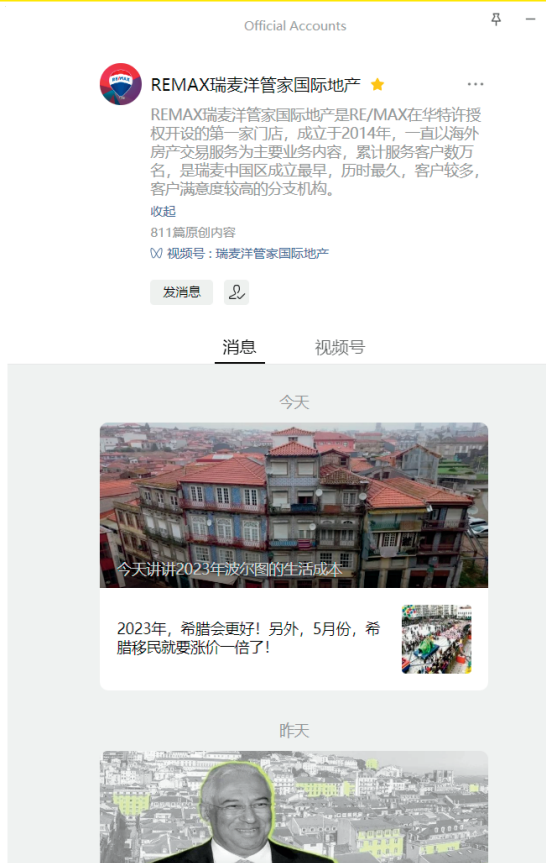 Official Accounts
REMAX瑞麦洋管家国际地产
REMAX瑞麦洋管家国际地产是RE/MAX在华特许授
权开设的第一家门店，成立于2014年，一直以海外
房产交易服务为主要业务内容，累计服务客户数万
名，是瑞麦中国区成立最早，历时最久，客户较多，
客户满意度较高的分支机构。
收起
811篇原创内容
视频号：瑞麦洋管家国际地产
发消息
消息
视频号
今天
今天讲讲2023年波尔图的生活成本
2023年，希腊会更好！另外，5月份，希
腊移民就要涨价一倍了！
昨天